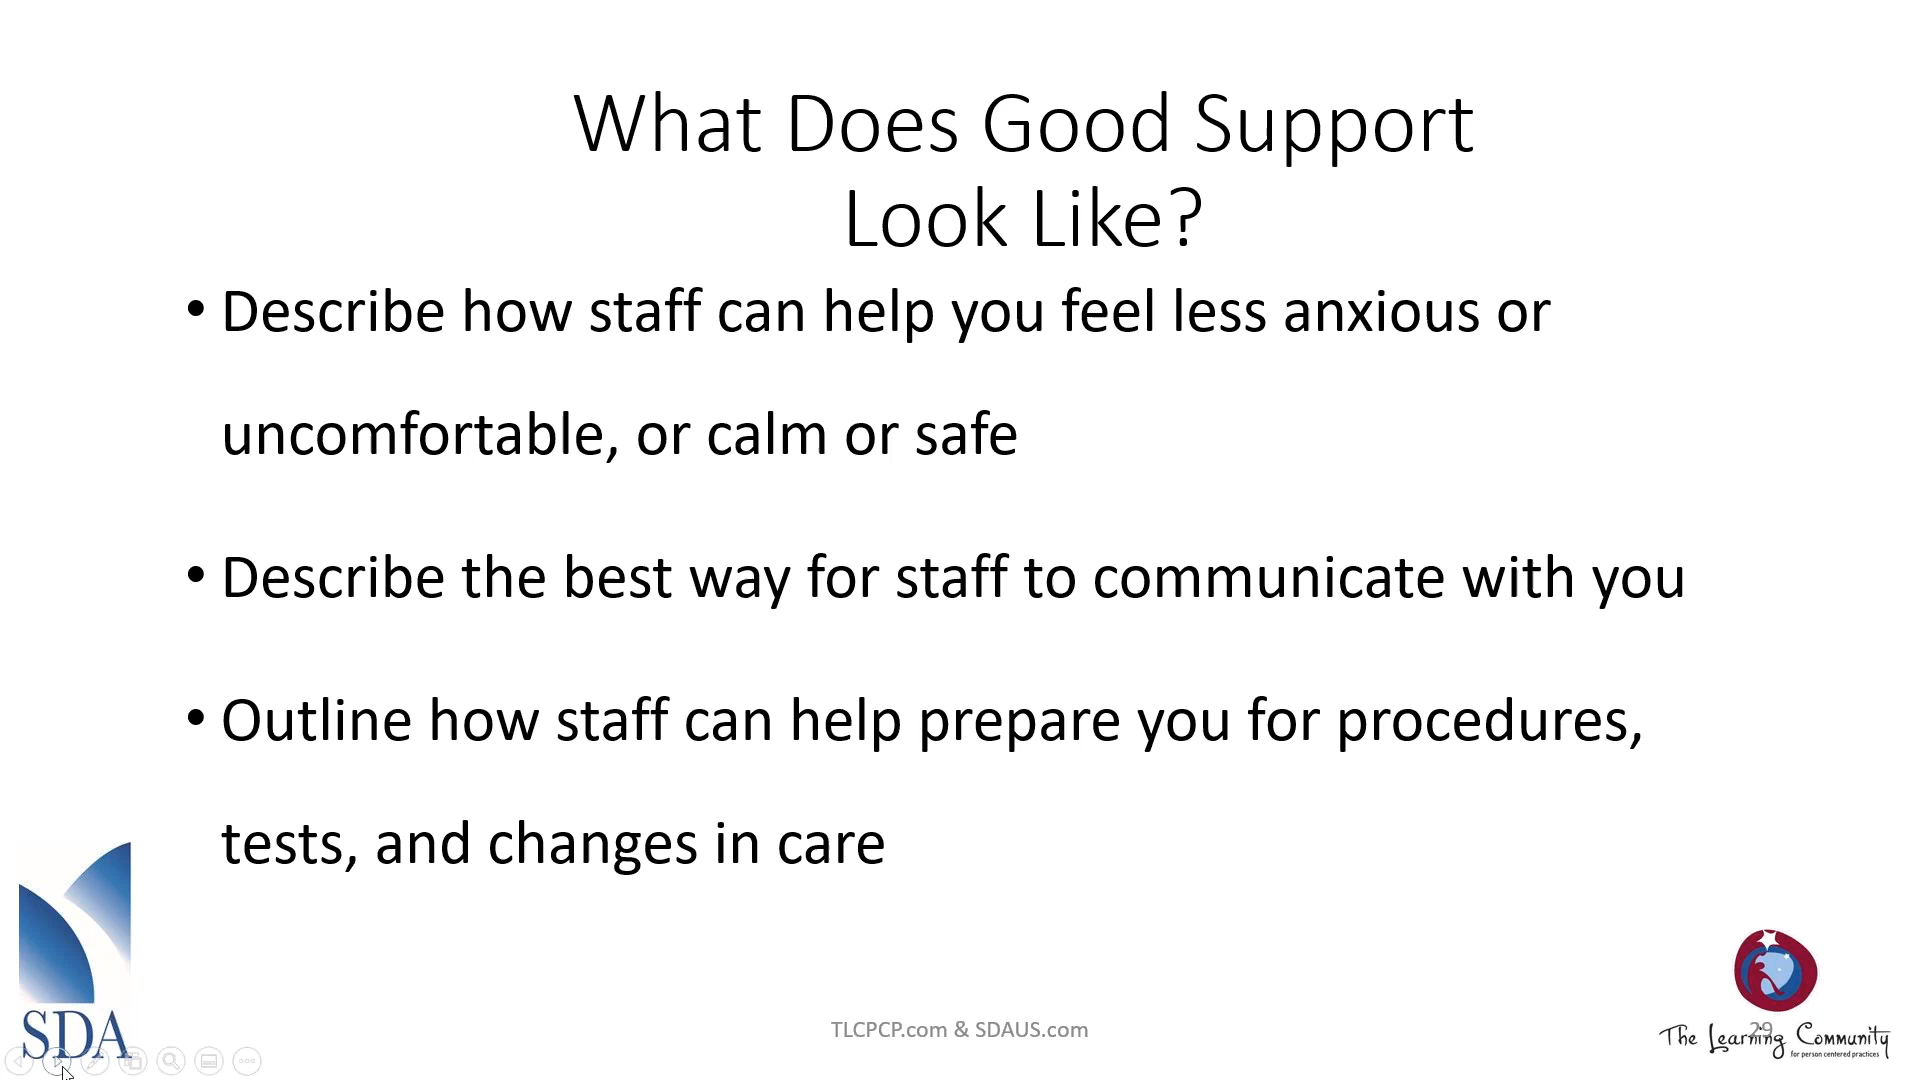 What Does Good Support
Look Like?
• Describe how staff can help you feel less anxious or
uncomfortable, or calm or safe
• Describe the best way for staff to communicate with you
• Outline how staff can help prepare you for procedures,
tests, and changes in care
SDA
TLCPCP.com & SDAUS.com
29
The Learning Community
for person centered practices